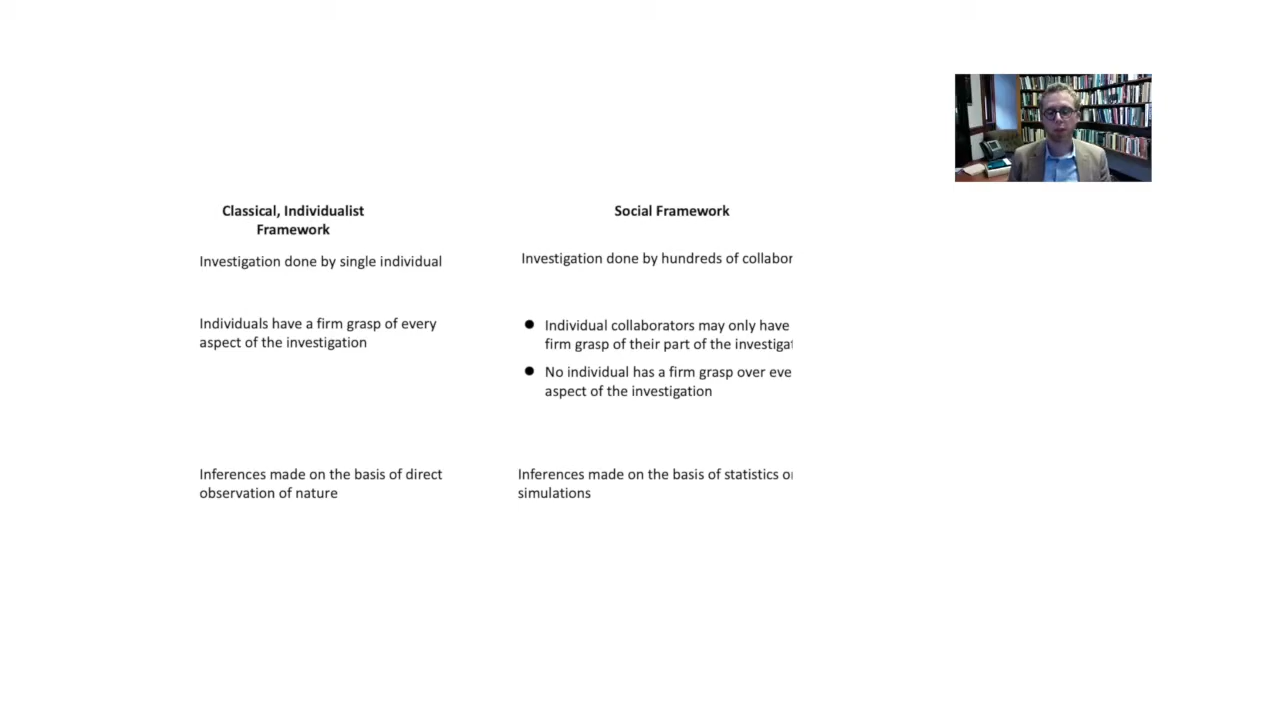 Classical, Individualist
Framework
Social Framework
Investigation done by single individual
Investigation done by hundreds of collabor
Individuals have a firm grasp of every
aspect of the investigation
● Individual collaborators may only have
firm grasp of their part of the investigat
● No individual has a firm grasp over eve
aspect of the investigation
Inferences made on the basis of direct
observation of nature
Inferences made on the basis of statistics or
simulations